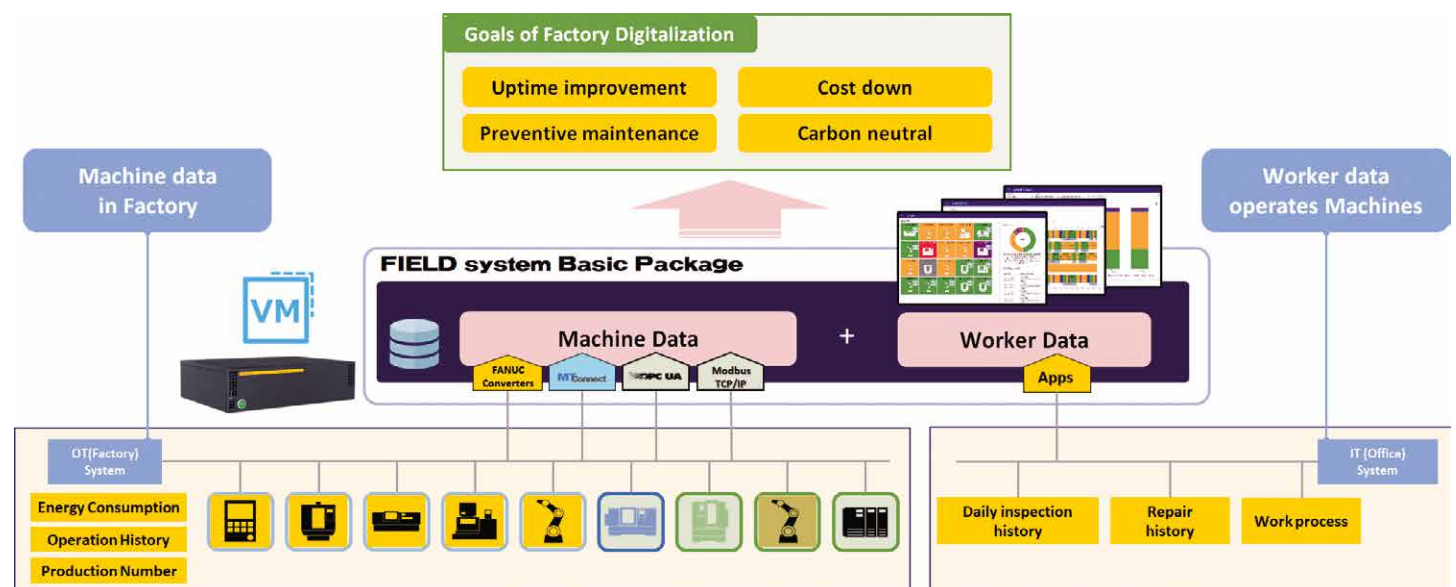 Goals of Factory Digitalization
Uptime improvement
Cost down
Preventive maintenance
Carbon neutral
Machine data
in Factory
Worker data
operates Machines
FIELD system Basic Package
VM
Machine Data
+
Worker Data
FANUC
Converters
MTConnect
OPC UA
Modbus
TCP/IP
Apps
OT(Factory)
System
IT (Office)
System
Energy Consumption
Operation History
Production Number
Daily inspection
history
Repair
history
Work process